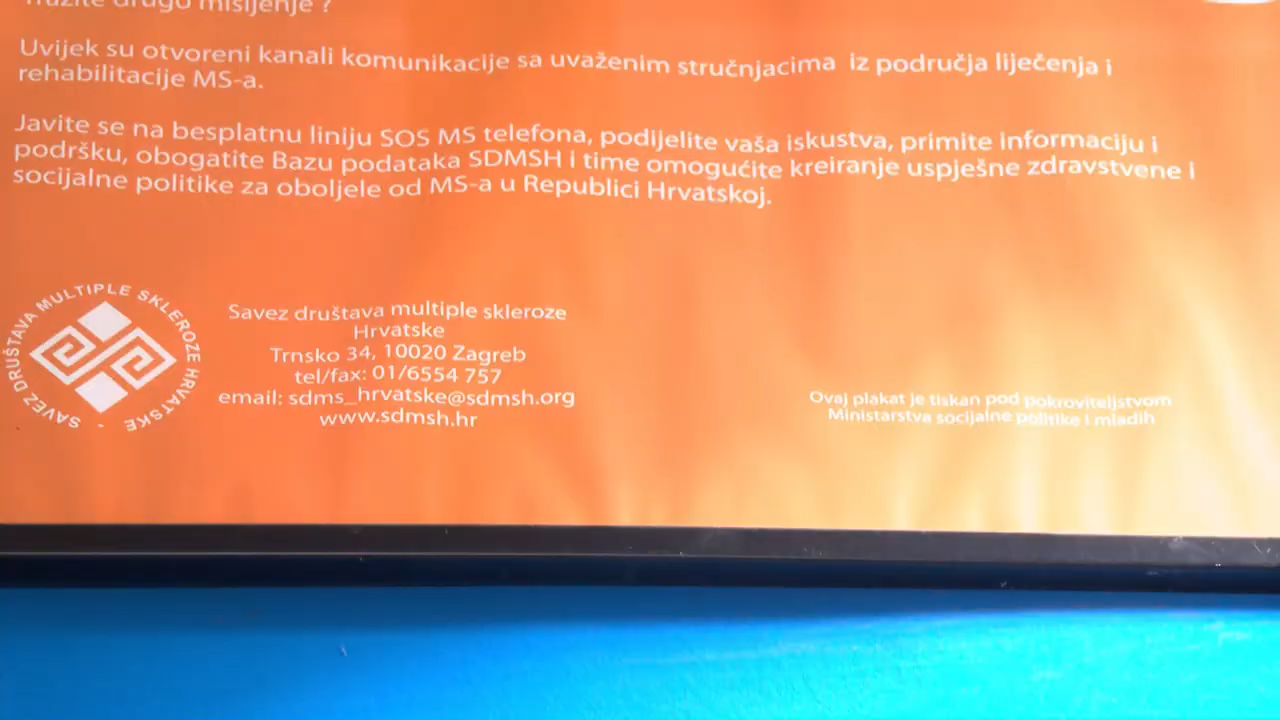 Tražite drugo mišljenje ?
Uvijek su otvoreni kanali komunikacije sa uvaženim stručnjacima iz područja liječenja i
rehabilitacije MS-a.
Javite se na besplatnu liniju SOS MS telefona, podijelite vaša iskustva, primite informaciju i
podršku, obogatite Bazu podataka SDMSH i time omogućite kreiranje uspješne zdravstvene I
socijalne politike za oboljele od MS-a u Republici Hrvatskoj.
SAVEZ DRUŠTAVA MULTIPLE SKLEROZE HRVATSKE -
Savez društava multiple skleroze
Hrvatske
Trnsko 34, 10020 Zagreb
tel/fax: 01/6554 757
email: sdms_hrvatske@sdmsh.org
www.sdmsh.hr
Ovaj plakat je tiskan pod pokroviteljstvom
Ministarstva socijalne politike i mladih